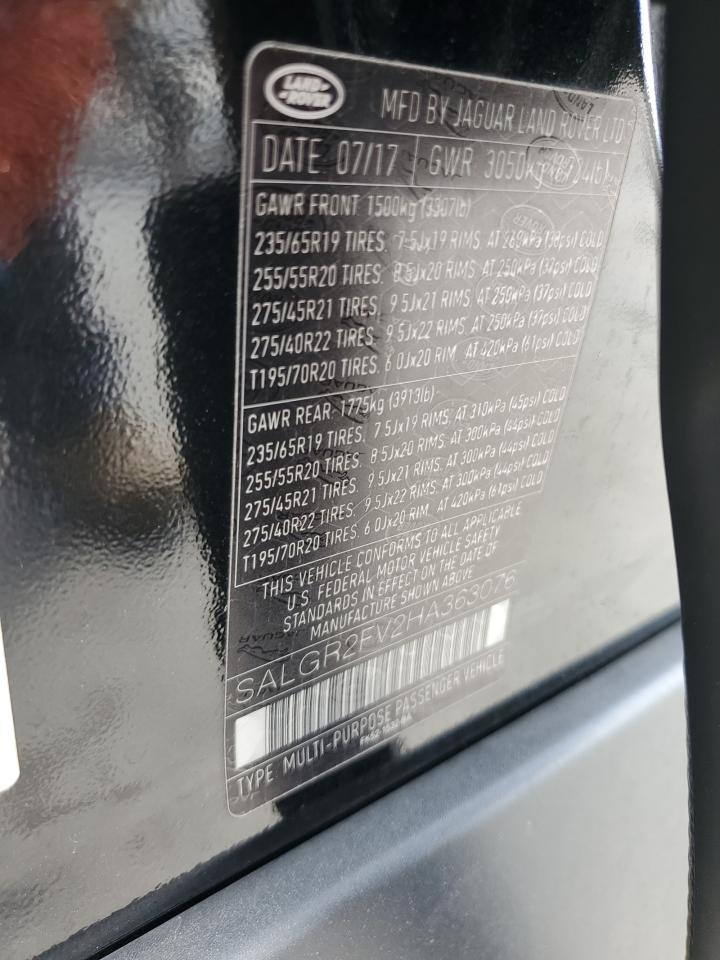 LAND ROVER
MFD BY JAGUAR LAND ROVER LTD
DATE 07/17 GWR 3050kg
GAWR FRONT 1500kg (3307lb)
235/65R19 TIRES. 7.5Jx19 RIMS. AT 260kPa (38psi) COLD
255/55R20 TIRES. 8.5Jx20 RIMS. AT 250kPa (37psi) COLD
275/45R21 TIRES. 9.5Jx21 RIMS. AT 250kPa (37psi) COLD
275/40R22 TIRES. 9.5Jx22 RIMS. AT 250kPa (37psi) COLD
T195/70R20 TIRES. 6.0Jx20 RIM. AT 420kPa (61psi) COLD
GAWR REAR: 1775kg (3913lb)
235/65R19 TIRES. 7.5Jx19 RIMS. AT 310kPa (45psi) COLD
255/55R20 TIRES. 8.5Jx20 RIMS. AT 300kPa (44psi) COLD
275/45R21 TIRES. 9.5Jx21 RIMS. AT 300kPa (44psi) COLD
275/40R22 TIRES. 9.5Jx22 RIMS. AT 300kPa (44psi) COLD
T195/70R20 TIRES. 6.0Jx20 RIM. AT 420kPa (61psi) COLD
THIS VEHICLE CONFORMS TO ALL APPLICABLE
U.S. FEDERAL MOTOR VEHICLE SAFETY
STANDARDS IN EFFECT ON THE DATE OF
MANUFACTURE SHOWN ABOVE
SALGR2FV2HA363076
TYPE: MULTI-PURPOSE PASSENGER VEHICLE